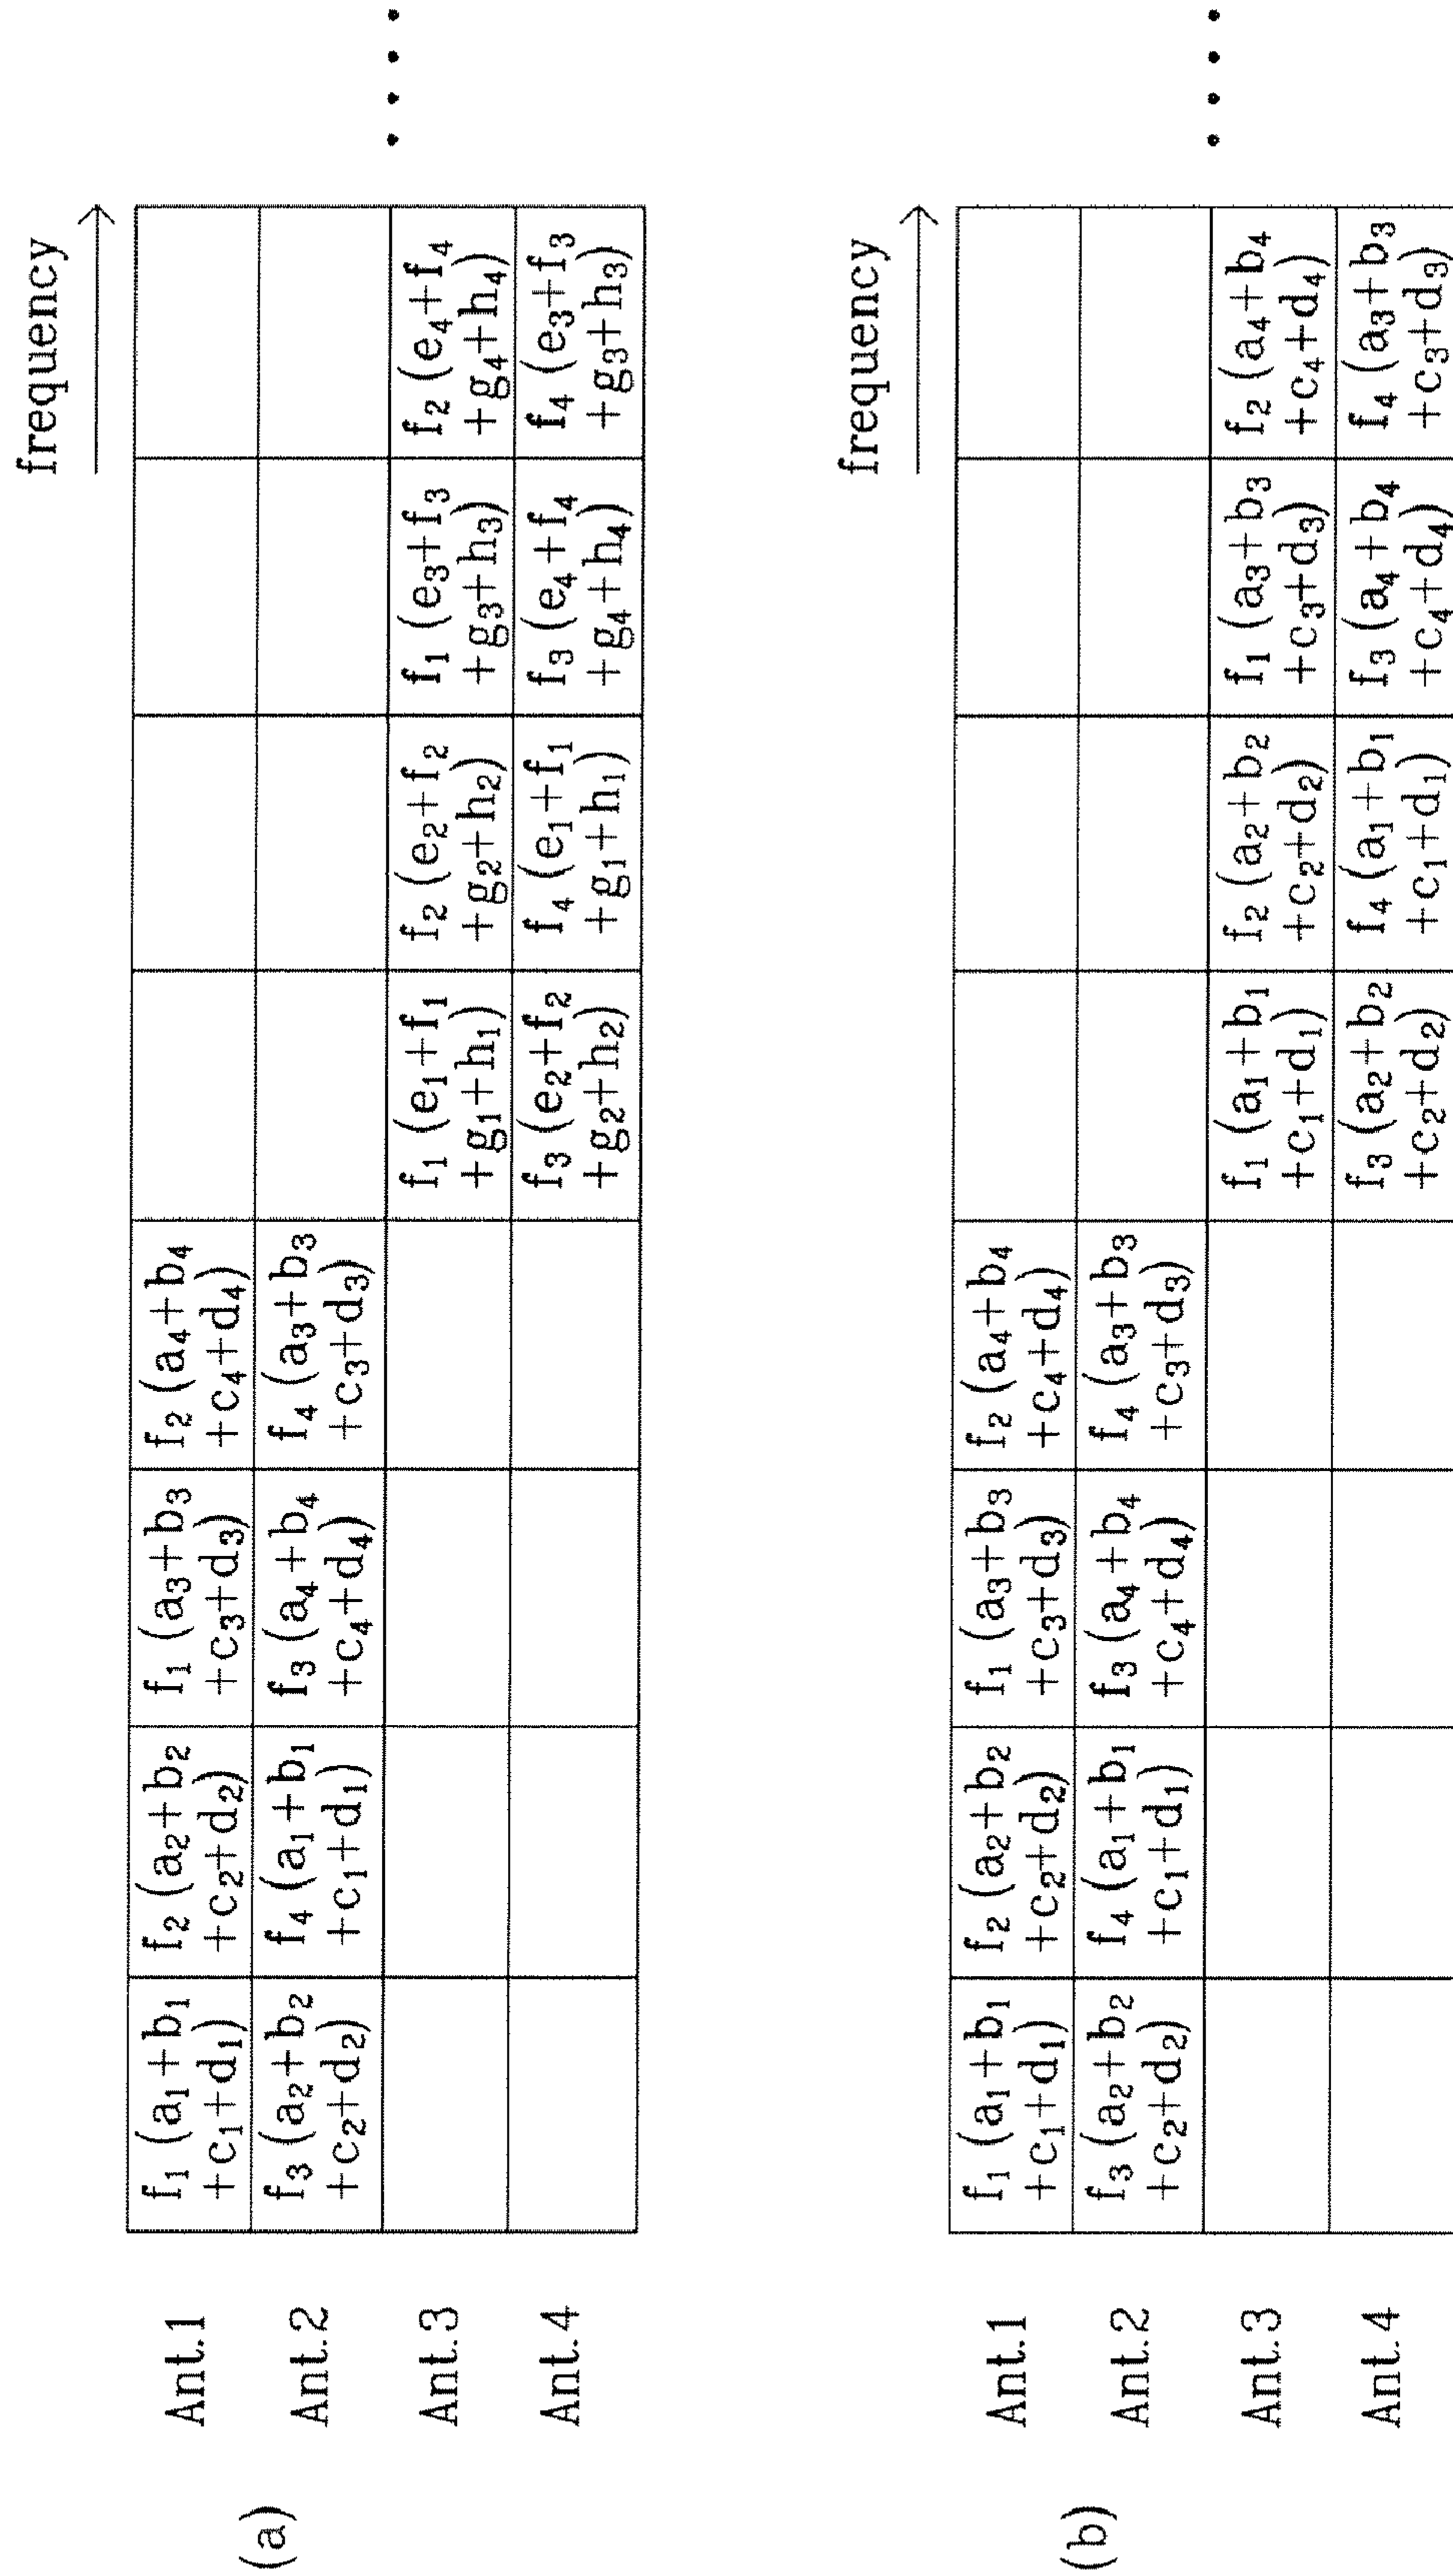 frequency
(a)
Ant.1
f1 (a1+b1
+c1+d1)
f2 (a2+b2
+c2+d2)
f1 (a3+b3
+c3+d3)
f2 (a4+b4
+c4+d4)
Ant.2
f3 (a2+b2
+c2+d2)
f4 (a1+b1
+c1+d1)
f3 (a4+b4
+c4+d4)
f4 (a3+b3
+c3+d3)
Ant.3
f1 (e1+f1
+g1+h1)
f2 (e2+f2
+g2+h2)
f1 (e3+f3
+g3+h3)
f2 (e4+f4
+g4+h4)
Ant.4
f3 (e2+f2
+g2+h2)
f4 (e1+f1
+g1+h1)
f3 (e4+f4
+g4+h4)
f4 (e3+f3
+g3+h3)
frequency
(b)
Ant.1
f1 (a1+b1
+c1+d1)
f2 (a2+b2
+c2+d2)
f1 (a3+b3
+c3+d3)
f2 (a4+b4
+c4+d4)
Ant.2
f3 (a2+b2
+c2+d2)
f4 (a1+b1
+c1+d1)
f3 (a4+b4
+c4+d4)
f4 (a3+b3
+c3+d3)
Ant.3
f1 (a1+b1
+c1+d1)
f2 (a2+b2
+c2+d2)
f1 (a3+b3
+c3+d3)
f2 (a4+b4
+c4+d4)
Ant.4
f3 (a2+b2
+c2+d2)
f4 (a1+b1
+c1+d1)
f3 (a4+b4
+c4+d4)
f4 (a3+b3
+c3+d3)